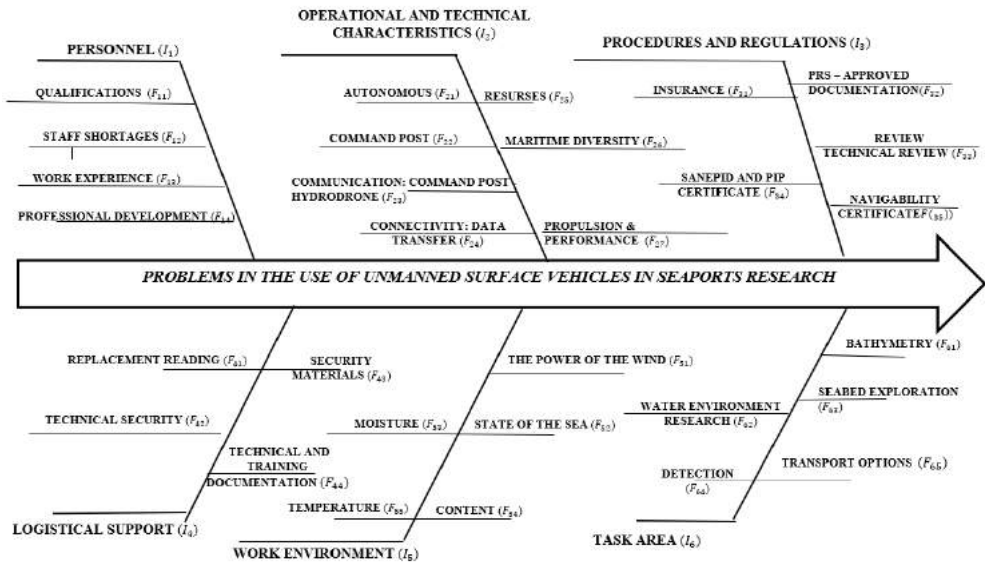 OPERATIONAL AND TECHNICAL
CHARACTERISTICS (I₂)
PERSONNEL (I₁)
PROCEDURES AND REGULATIONS (I₃)
QUALIFICATIONS (F₁₁)
STAFF SHORTAGES (F₁₂)
WORK EXPERIENCE (F₁₃)
PROFESSIONAL DEVELOPMENT (F₁₄)
AUTONOMOUS (F₂₁)
RESURSES (F₂₅)
COMMAND POST (F₂₂)
MARITIME DIVERSITY (F₂₆)
COMMUNICATION: COMMAND POST-
HYDRODRONE (F₂₃)
CONNECTIVITY: DATA
TRANSFER (F₂₄)
PROPULSION &
PERFORMANCE (F₂₇)
INSURANCE (F₃₁)
PRS – APPROVED
DOCUMENTATION(F₃₂)
REVIEW
TECHNICAL REVIEW (F₃₃)
SANEPID AND PIP
CERTIFICATE (F₃₄)
NAVIGABILITY
CERTIFICATEF(₃₅))
PROBLEMS IN THE USE OF UNMANNED SURFACE VEHICLES IN SEAPORTS RESEARCH
REPLACEMENT READING (F₄₁)
SECURITY
MATERIALS (F₄₃)
TECHNICAL SECURITY (F₄₂)
TECHNICAL AND
TRAINING
DOCUMENTATION (F₄₄)
LOGISTICAL SUPPORT (I₄)
THE POWER OF THE WIND (F₅₁)
MOISTURE (F₅₃)
STATE OF THE SEA (F₅₂)
TEMPERATURE (F₅₅)
CONTENT (F₅₄)
WORK ENVIRONMENT (I₅)
BATHYMETRY (F₆₁)
SEABED EXPLORATION
(F₆₃)
WATER ENVIRONMENT
RESEARCH (F₆₂)
DETECTION
(F₆₄)
TRANSPORT OPTIONS (F₆₅)
TASK AREA (I₆)